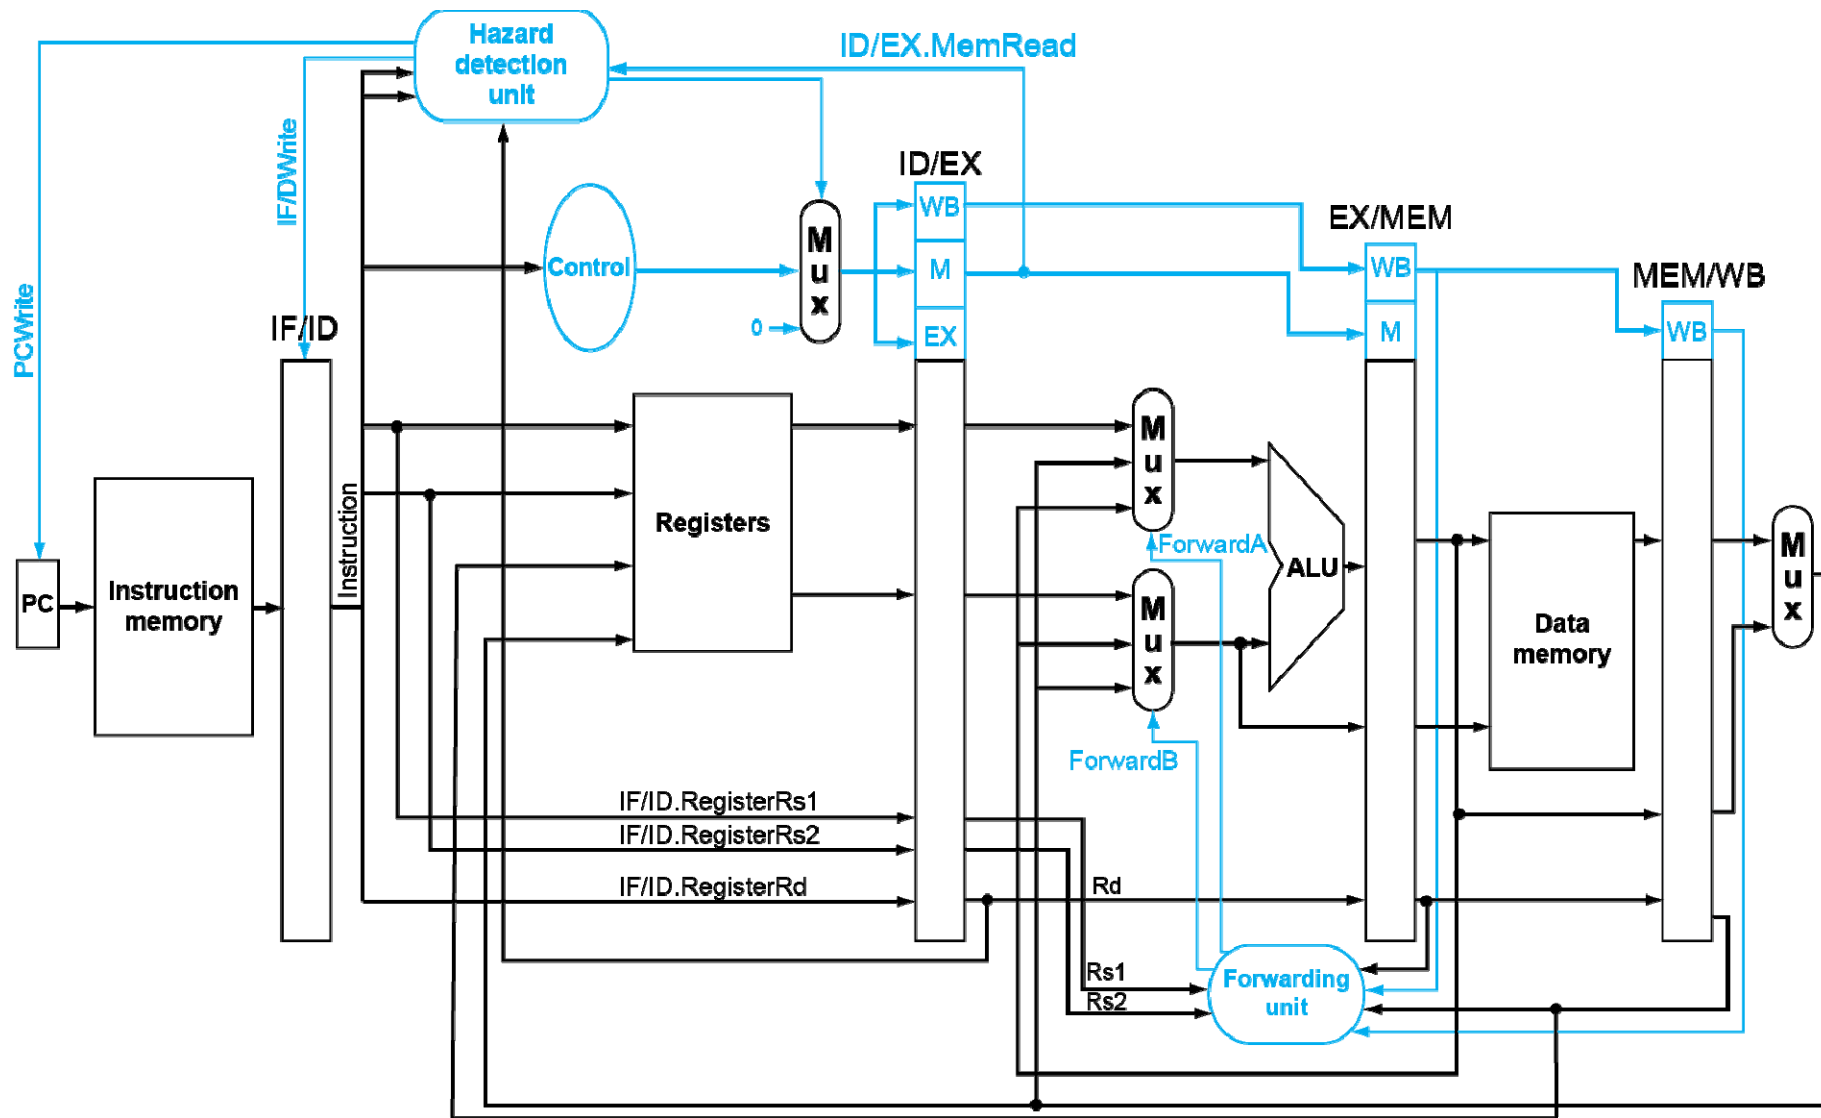 Hazard
detection
unit
ID/EX.MemRead
IF/DWrite
PCWrite
ID/EX
WB
M
EX
EX/MEM
WB
M
MEM/WB
WB
Control
0
M
u
x
IF/ID
PC
Instruction
memory
Instruction
Registers
M
u
x
ForwardA
M
u
x
ForwardB
ALU
Data
memory
M
u
x
IF/ID.RegisterRs1
IF/ID.RegisterRs2
IF/ID.RegisterRd
Rd
Rs1
Rs2
Forwarding
unit